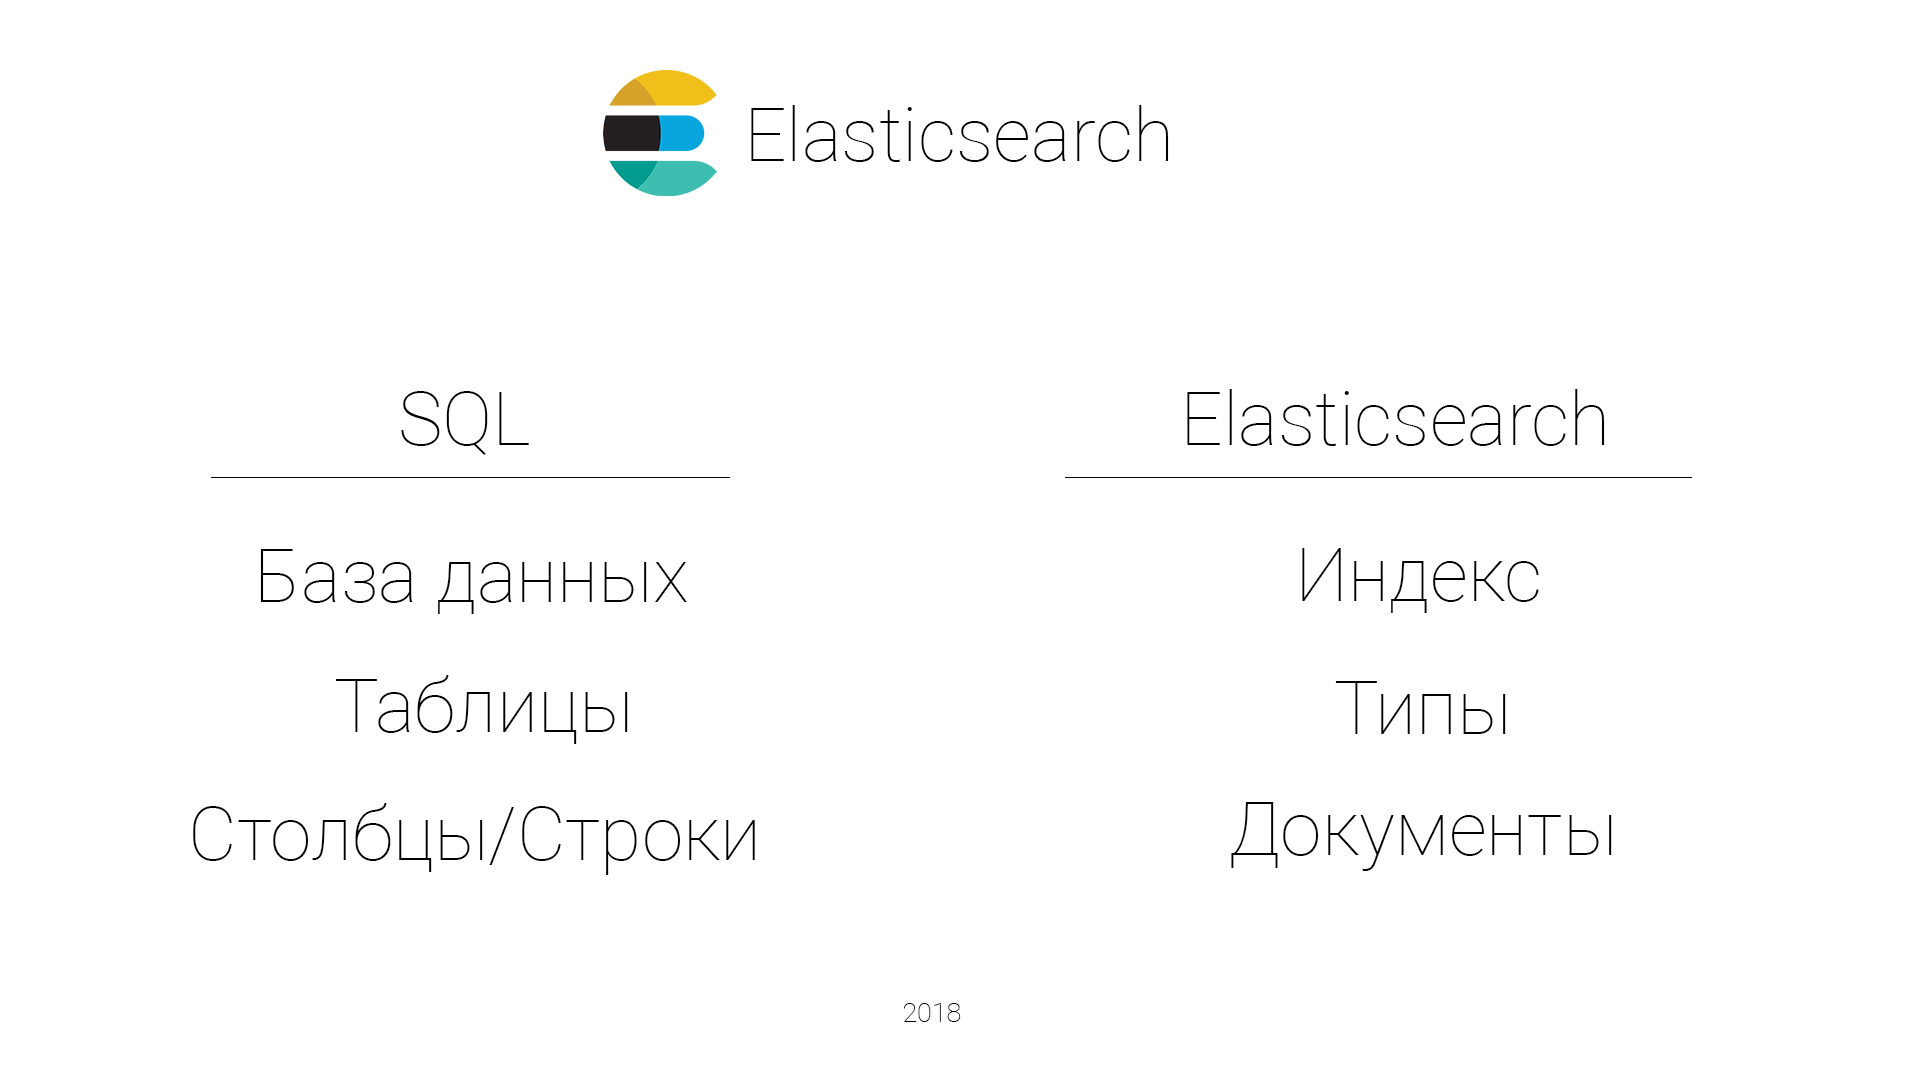 Elasticsearch
SQL
Elasticsearch
База данных
Индекс
Таблицы
Типы
Столбцы/Строки
Документы
2018